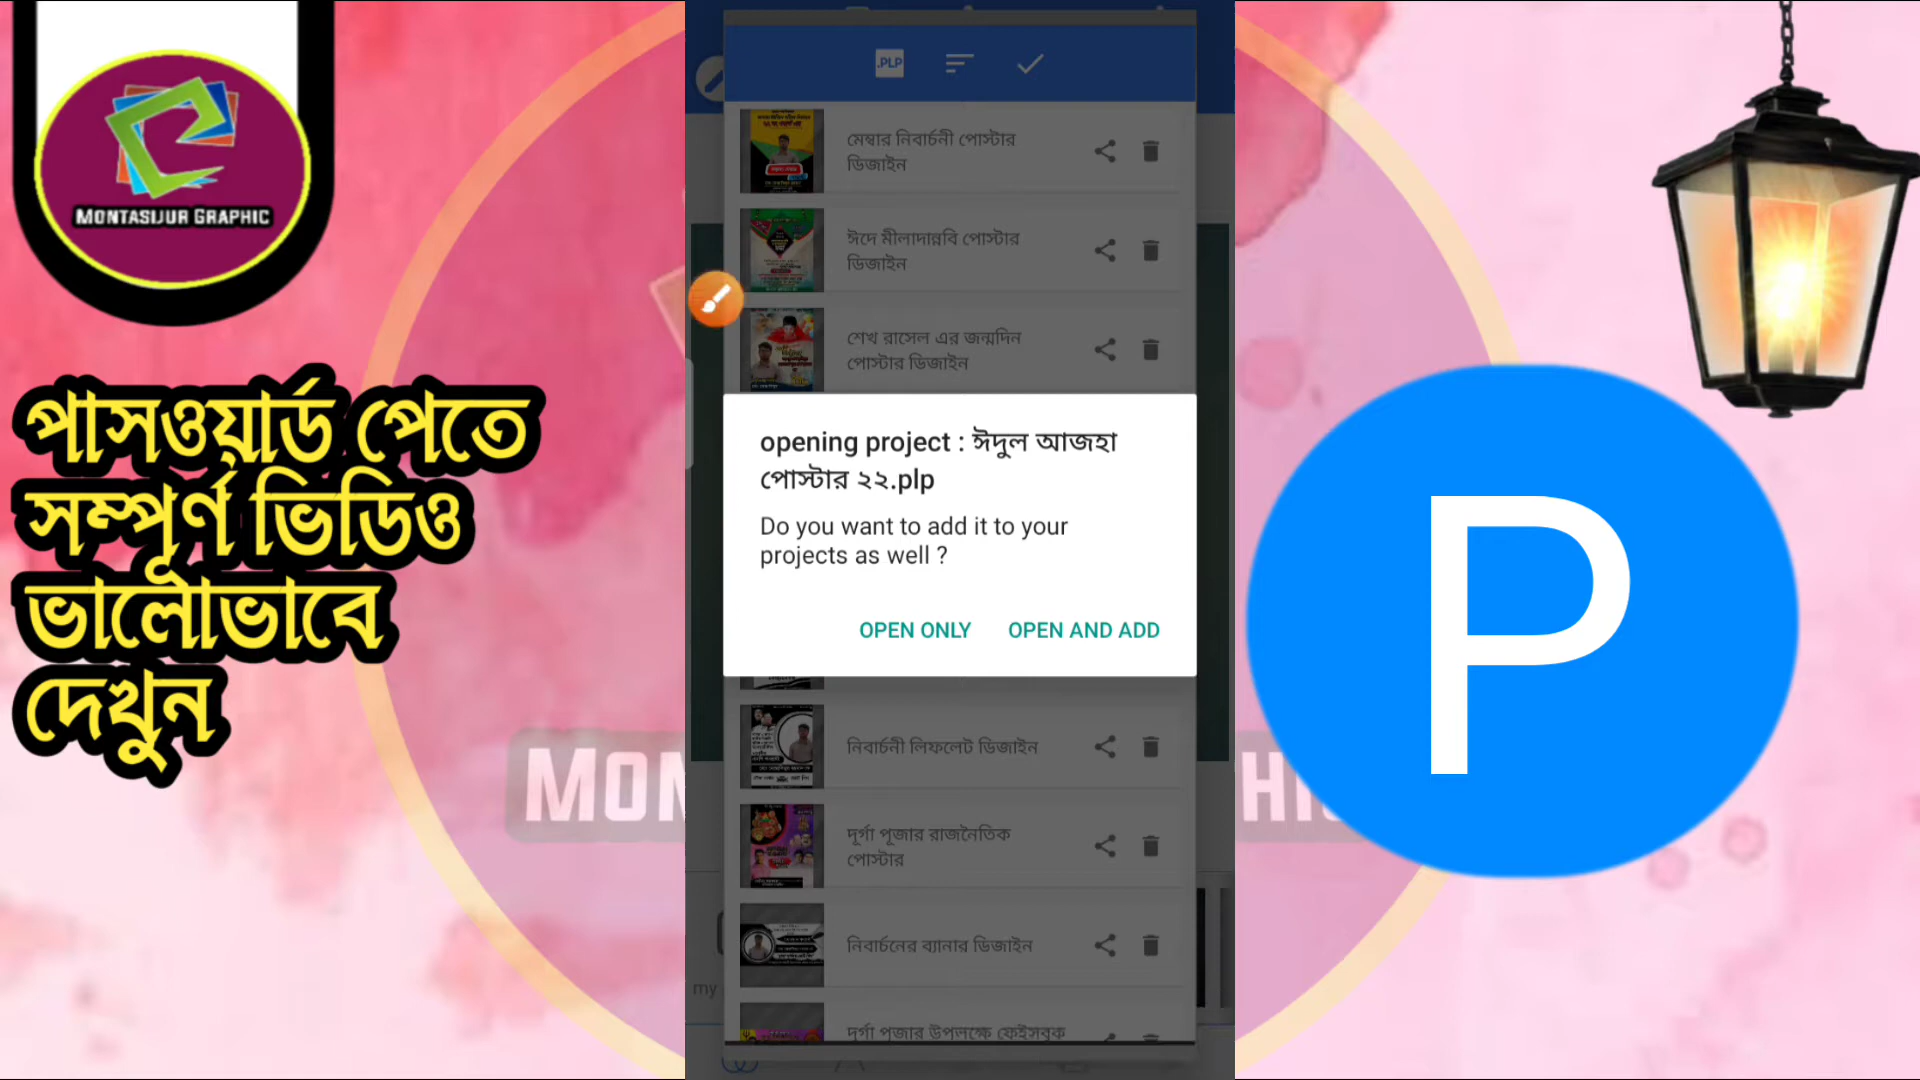 MONTASIJUR GRAPHIC
পাসওয়ার্ড পেতে
সম্পূর্ণ ভিডিও
ভালোভাবে
দেখুন
.PLP
মেম্বার নিবার্চনী পোস্টার
ডিজাইন
ঈদে মীলাদান্নবি পোস্টার
ডিজাইন
শেখ রাসেল এর জন্মদিন
পোস্টার ডিজাইন
opening project : ঈদুল আজহা
পোস্টার ২২.plp
Do you want to add it to your
projects as well ?
OPEN ONLY OPEN AND ADD
নিবার্চনী লিফলেট ডিজাইন
দূর্গা পূজার রাজনৈতিক
পোস্টার
নিবার্চনের ব্যানার ডিজাইন
my
দূর্গা পূজার উপলক্ষে ফেইসবুক
P